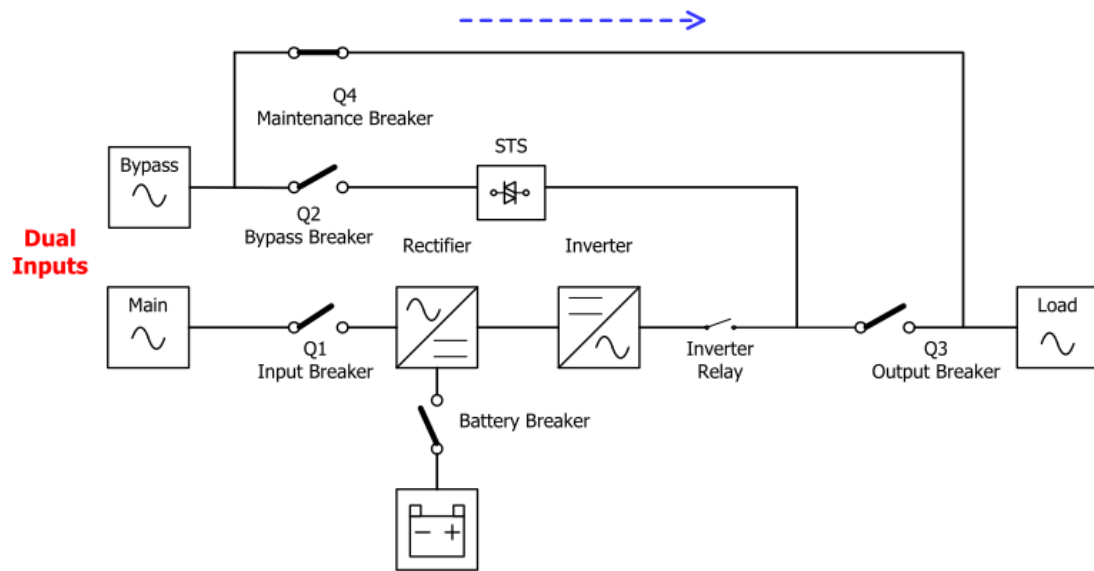 Q4
Maintenance Breaker
STS
Bypass
Q2
Bypass Breaker
Dual
Inputs
Rectifier
Inverter
Main
Q1
Input Breaker
Inverter
Relay
Q3
Output Breaker
Load
Battery Breaker
− +